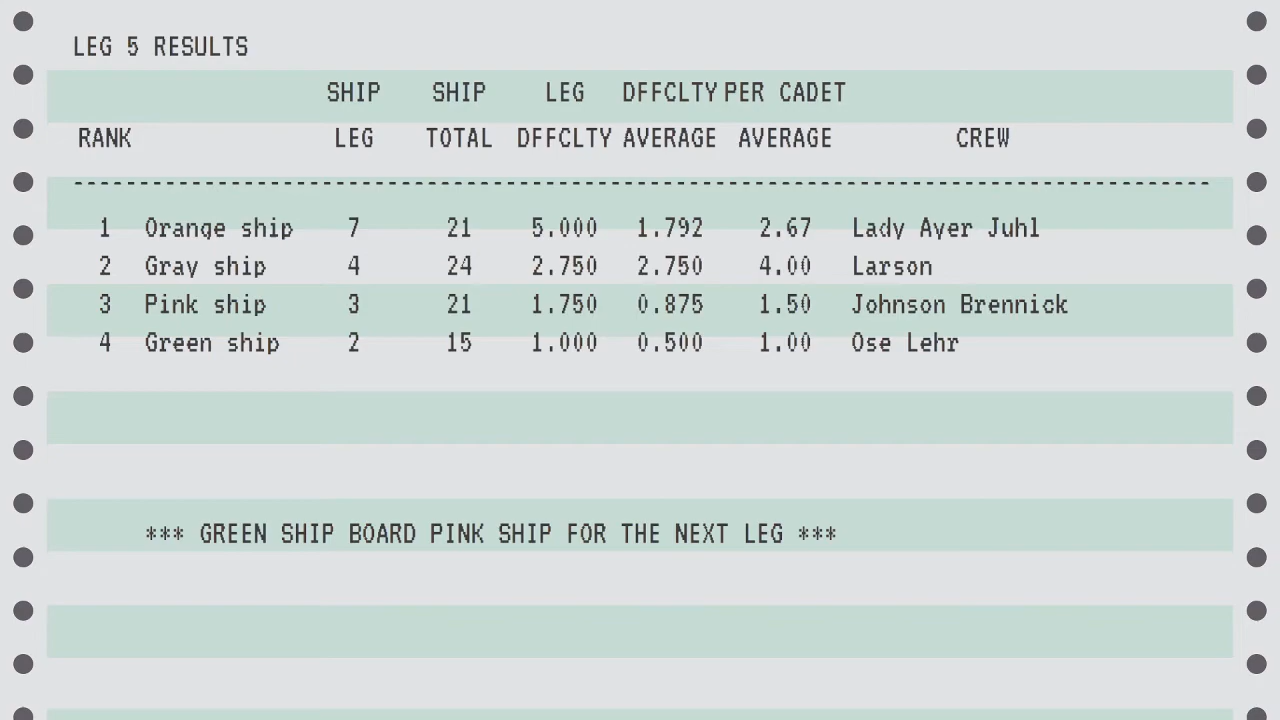 LEG 5 RESULTS
SHIP SHIP LEG DFFCLTY PER CADET
RANK LEG TOTAL DFFCLTY AVERAGE AVERAGE CREW
-------------------------------------------------------------------------------------
1 Orange ship 7 21 5.000 1.792 2.67 Lady Ayer Juhl
2 Gray ship 4 24 2.750 2.750 4.00 Larson
3 Pink ship 3 21 1.750 0.875 1.50 Johnson Brennick
4 Green ship 2 15 1.000 0.500 1.00 Ose Lehr
*** GREEN SHIP BOARD PINK SHIP FOR THE NEXT LEG ***